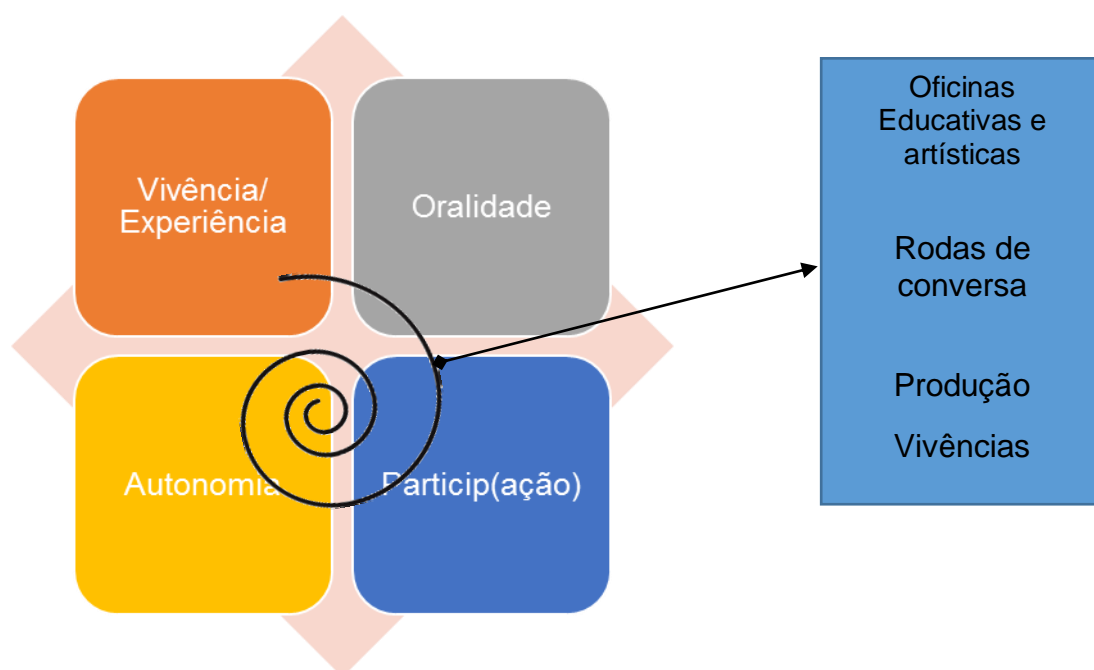 Vivência/
Experiência
Oralidade
Autonomia
Particip(ação)
Oficinas
Educativas e
artísticas
Rodas de
conversa
Produção
Vivências